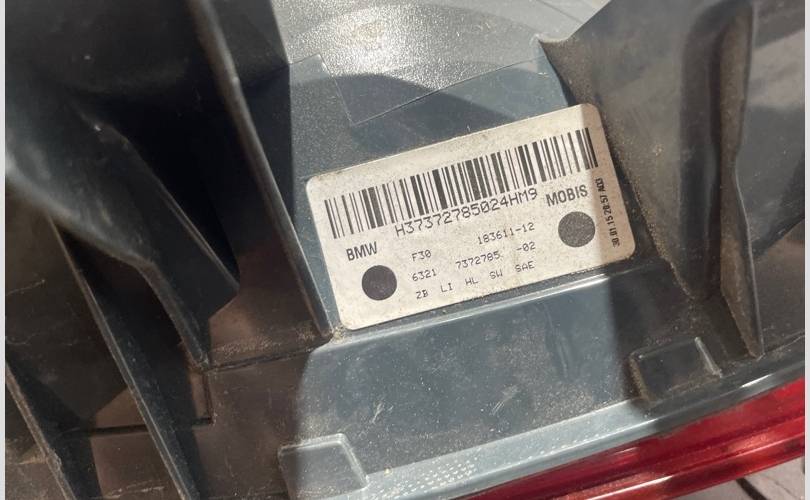 H37372785024HM9
BMW
MOBIS
F30 183611-12
6321 7372785 -02
ZB LI HL SW SAE